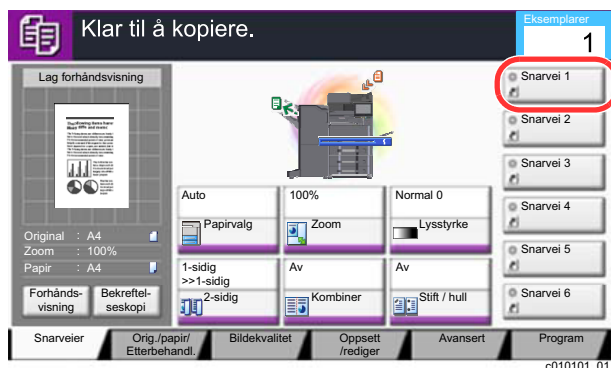 Klar til å kopiere.
Eksemplarer
1
Lag forhåndsvisning
Original : A4
Zoom : 100%
Papir : A4
Forhånds-
visning
Bekreftel-
seskopi
Auto
Papirvalg
100%
Zoom
Normal 0
Lysstyrke
1-sidig
>>1-sidig
2-sidig
Av
Kombiner
Av
Stift / hull
Snarvei 1
Snarvei 2
Snarvei 3
Snarvei 4
Snarvei 5
Snarvei 6
Snarveier
Orig./papir/
Etterbehandl.
Bildekvalitet
Oppsett
/rediger
Avansert
Program
c010101_01